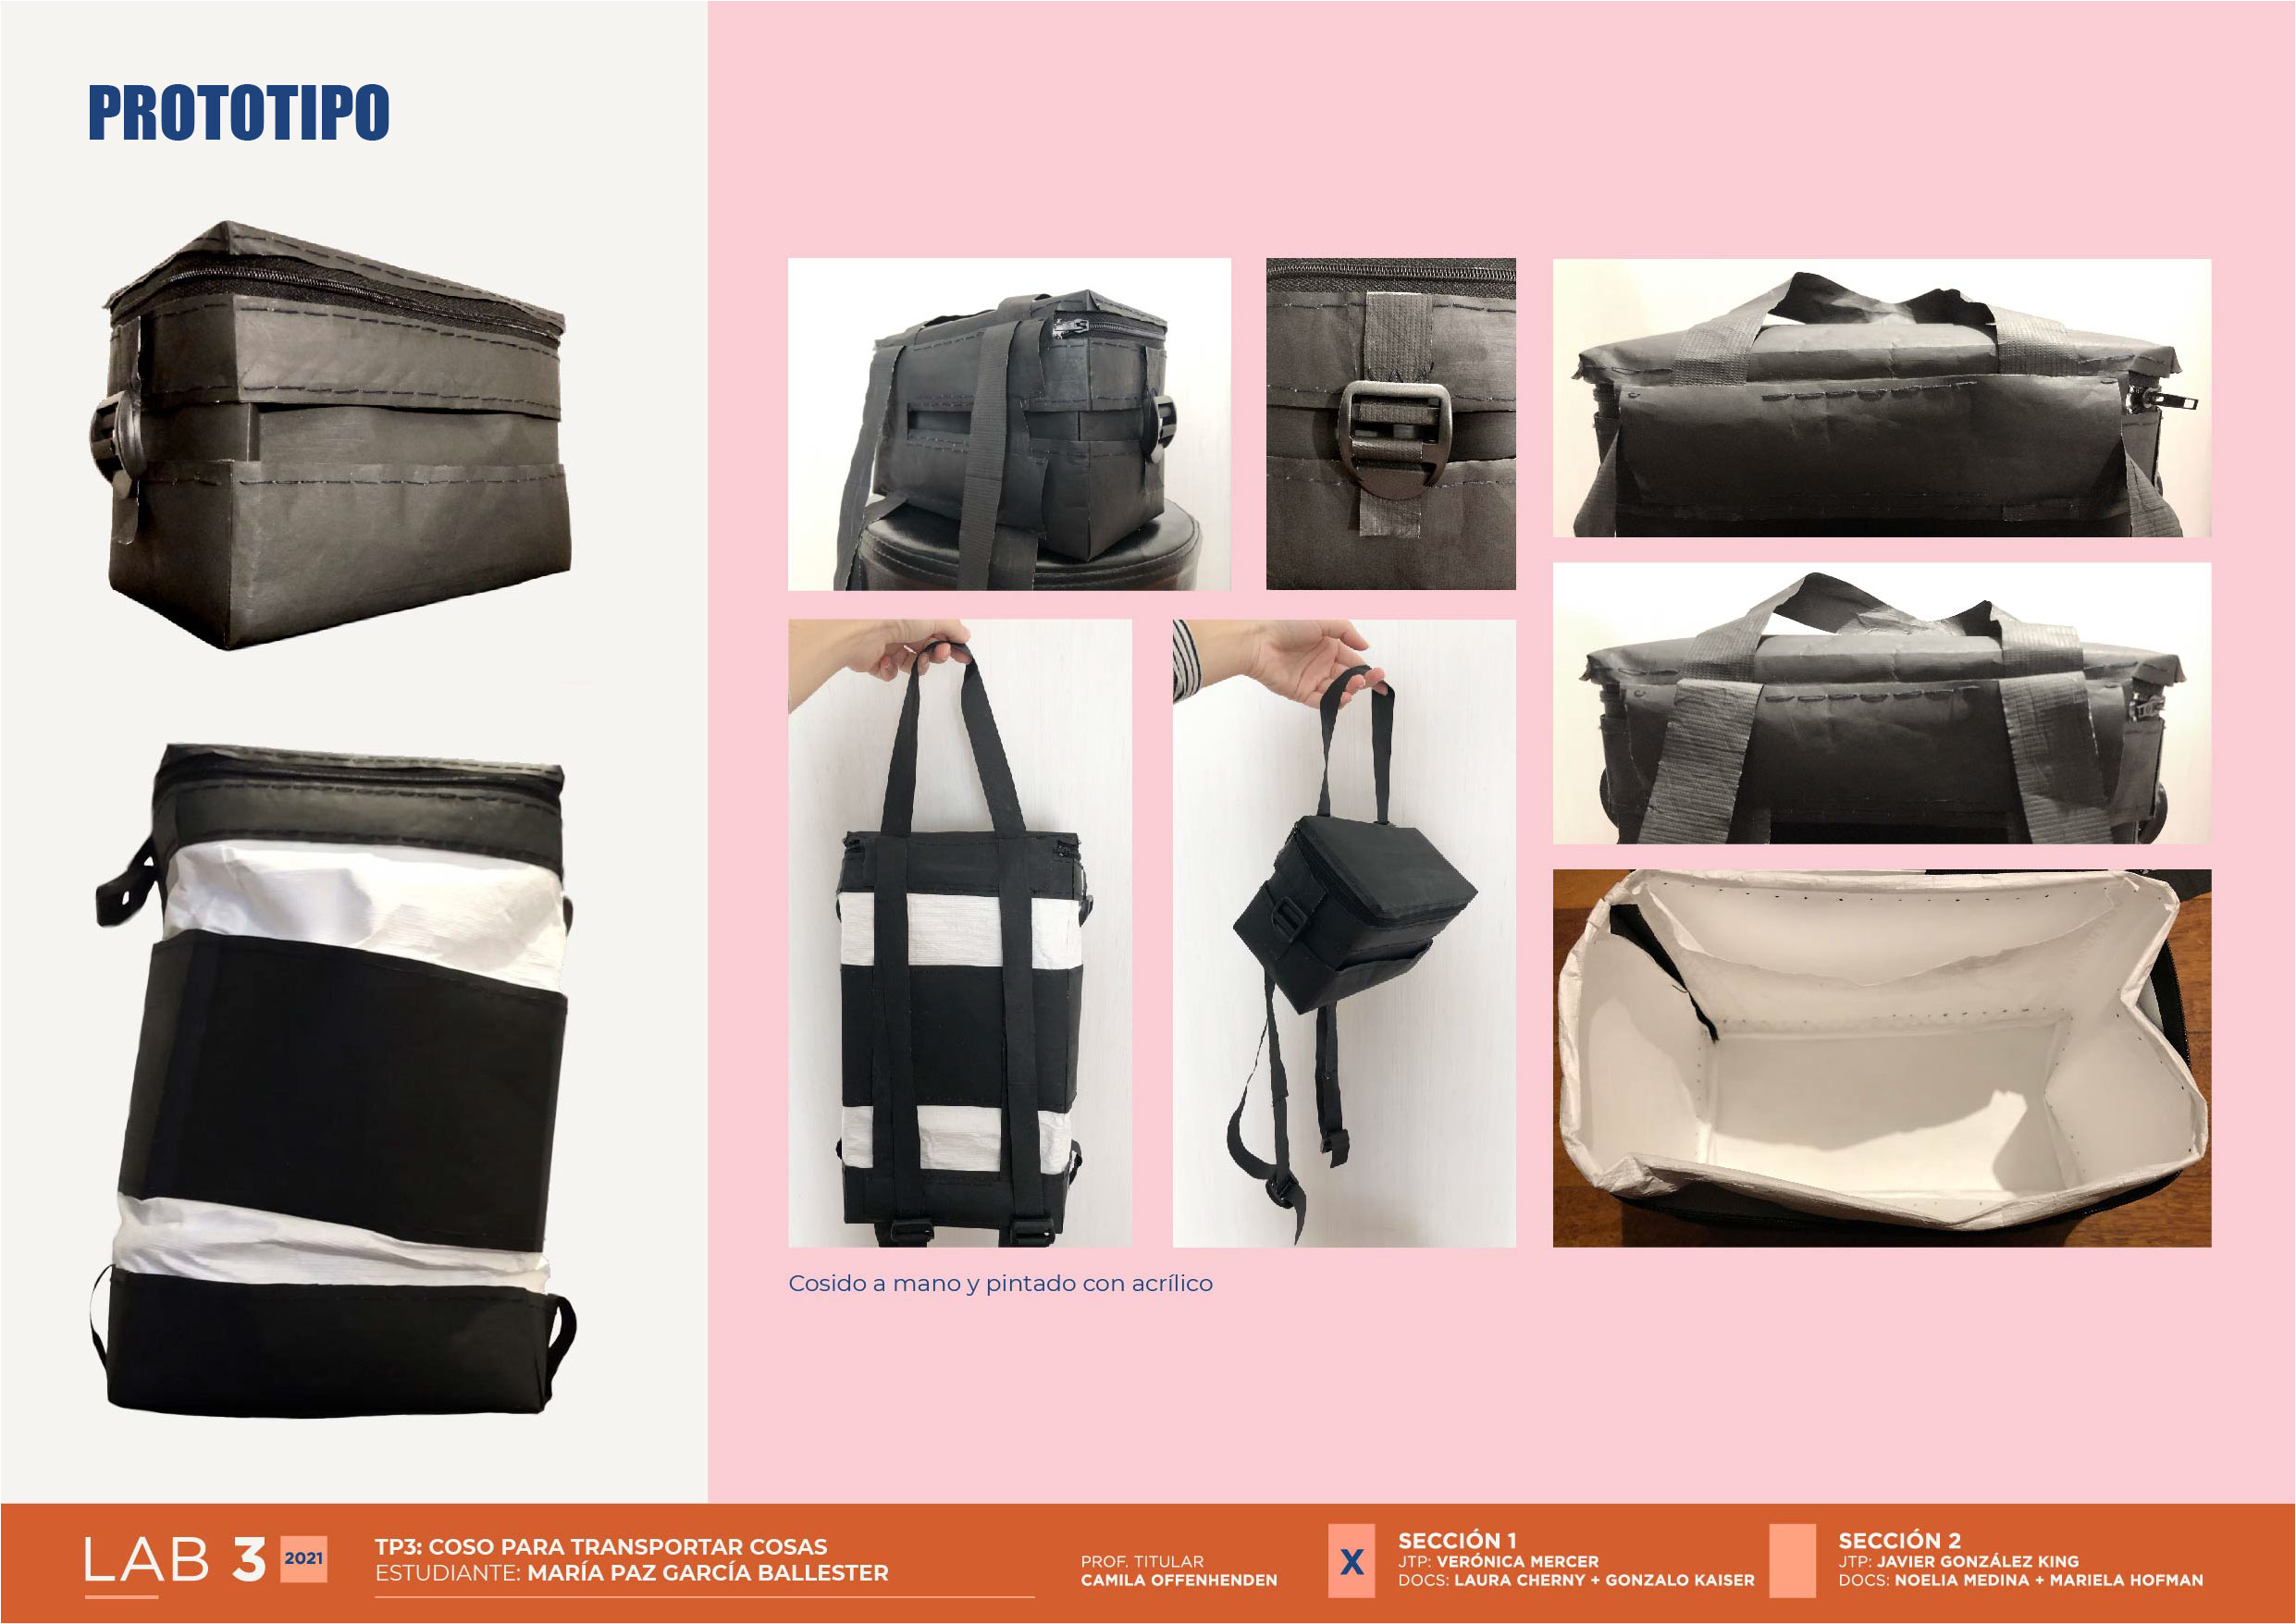 PROTOTIPO
Cosido a mano y pintado con acrílico
LAB 3 2021
TP3: COSO PARA TRANSPORTAR COSAS
ESTUDIANTE: MARÍA PAZ GARCÍA BALLESTER
PROF. TITULAR
CAMILA OFFENHENDEN
X
SECCIÓN 1
JTP: VERÓNICA MERCER
DOCS: LAURA CHERNY + GONZALO KAISER
SECCIÓN 2
JTP: JAVIER GONZÁLEZ KING
DOCS: NOELIA MEDINA + MARIELA HOFMAN